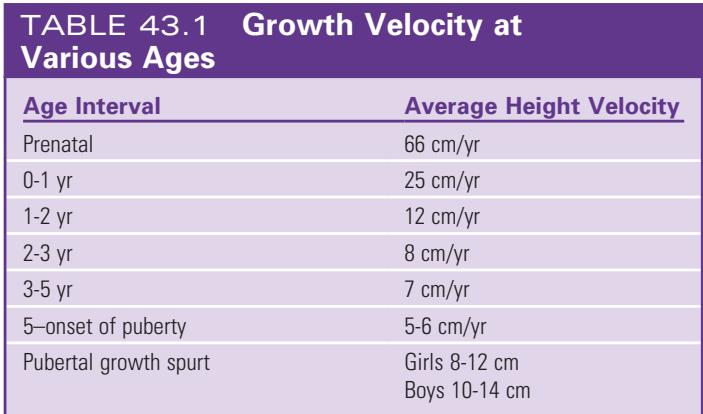 TABLE 43.1 Growth Velocity at
Various Ages
Age Interval Average Height Velocity
Prenatal 66 cm/yr
0-1 yr 25 cm/yr
1-2 yr 12 cm/yr
2-3 yr 8 cm/yr
3-5 yr 7 cm/yr
5–onset of puberty 5-6 cm/yr
Pubertal growth spurt Girls 8-12 cm
Boys 10-14 cm